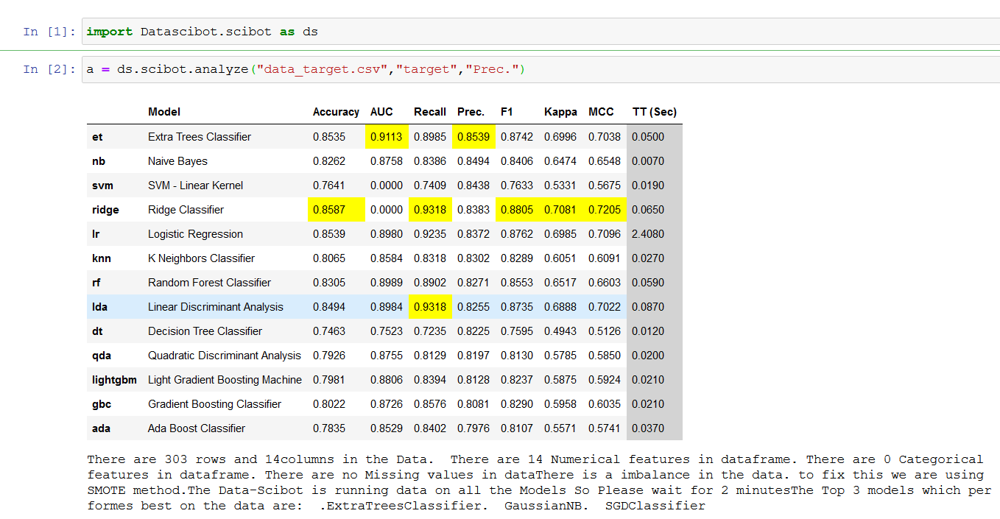 In [1]: import Datascibot.scibot as ds
In [2]: a = ds.scibot.analyze("data_target.csv","target","Prec.")
Model Accuracy AUC Recall Prec. F1 Kappa MCC TT (Sec)
et Extra Trees Classifier 0.8535 0.9113 0.8985 0.8539 0.8742 0.6996 0.7038 0.0500
nb Naive Bayes 0.8262 0.8758 0.8386 0.8494 0.8406 0.6474 0.6548 0.0070
svm SVM - Linear Kernel 0.7641 0.0000 0.7409 0.8438 0.7633 0.5331 0.5675 0.0190
ridge Ridge Classifier 0.8587 0.0000 0.9318 0.8383 0.8805 0.7081 0.7205 0.0650
lr Logistic Regression 0.8539 0.8980 0.9235 0.8372 0.8762 0.6985 0.7096 2.4080
knn K Neighbors Classifier 0.8065 0.8584 0.8318 0.8302 0.8289 0.6051 0.6091 0.0270
rf Random Forest Classifier 0.8305 0.8989 0.8902 0.8271 0.8553 0.6517 0.6603 0.0590
lda Linear Discriminant Analysis 0.8494 0.8984 0.9318 0.8255 0.8735 0.6888 0.7022 0.0870
dt Decision Tree Classifier 0.7463 0.7523 0.7235 0.8225 0.7595 0.4943 0.5126 0.0120
qda Quadratic Discriminant Analysis 0.7926 0.8755 0.8129 0.8197 0.8130 0.5785 0.5850 0.0200
lightgbm Light Gradient Boosting Machine 0.7981 0.8806 0.8394 0.8128 0.8237 0.5875 0.5924 0.0210
gbc Gradient Boosting Classifier 0.8022 0.8726 0.8576 0.8081 0.8290 0.5958 0.6035 0.0210
ada Ada Boost Classifier 0.7835 0.8529 0.8402 0.7976 0.8107 0.5571 0.5741 0.0370
There are 303 rows and 14columns in the Data.  There are 14 Numerical features in dataframe. There are 0 Categorical
features in dataframe. There are no Missing values in dataThere is a imbalance in the data. to fix this we are using
SMOTE method.The Data-Scibot is running data on all the Models So Please wait for 2 minutesThe Top 3 models which per
formes best on the data are:  .ExtraTreesClassifier.  GaussianNB.  SGDClassifier